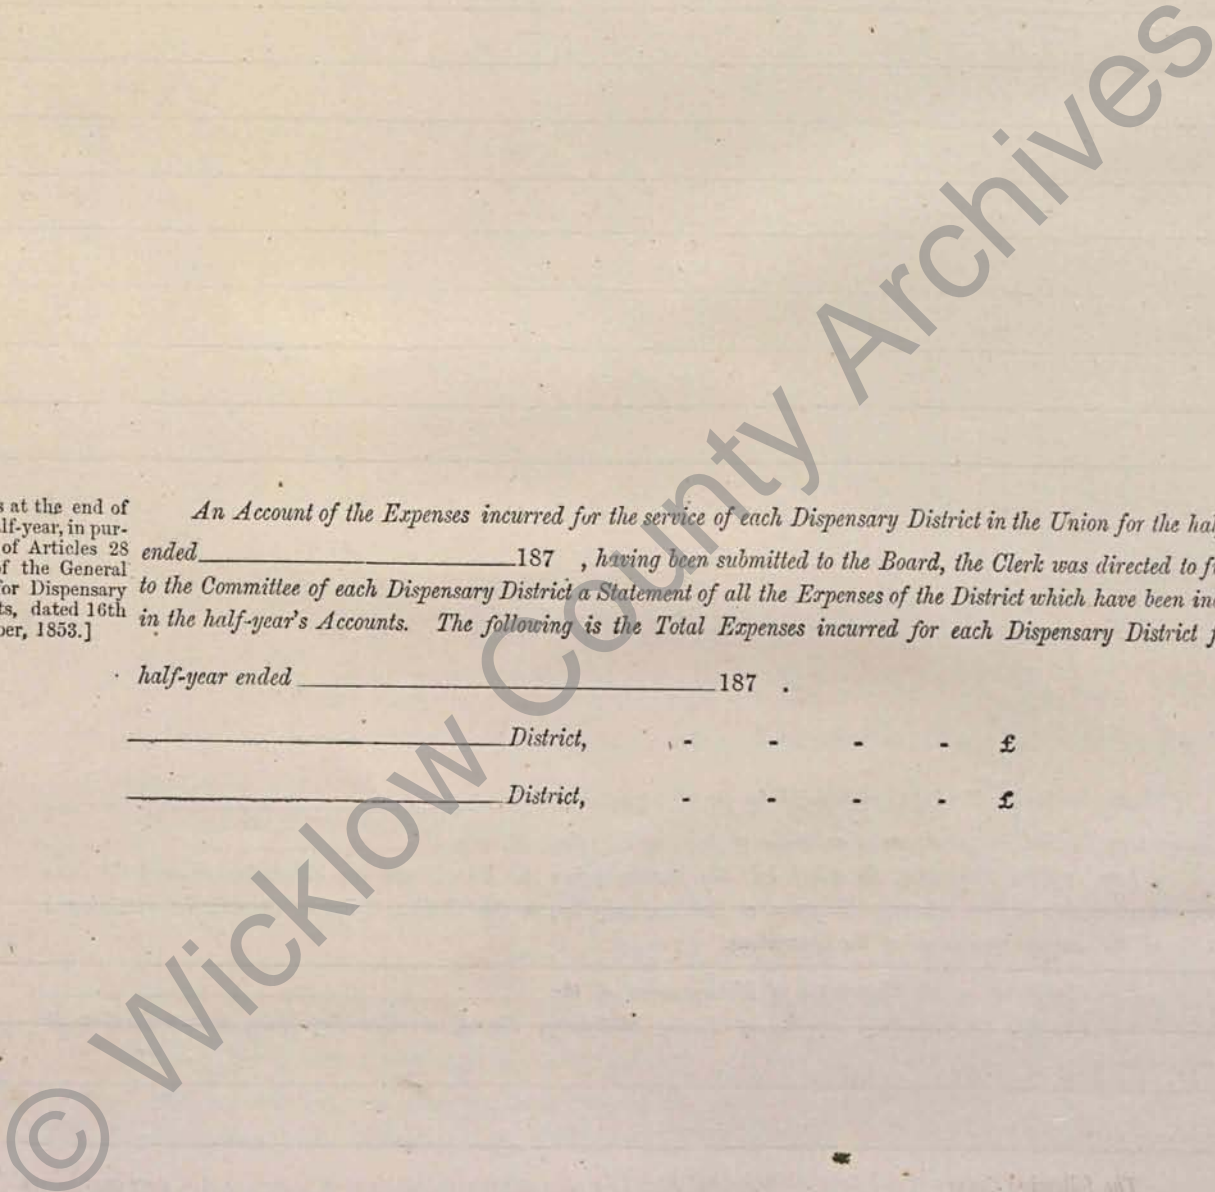 s at the end of
lf-year, in pur-
of Articles 28
of the General
for Dispensary
ts, dated 16th
ber, 1853.]
An Account of the Expenses incurred for the service of each Dispensary District in the Union for the hal
ended 187 , having been submitted to the Board, the Clerk was directed to f
to the Committee of each Dispensary District a Statement of all the Expenses of the District which have been in
in the half-year's Accounts. The following is the Total Expenses incurred for each Dispensary District f
half-year ended 187 .
District, - - - - £
District, - - - - £
© Wicklow County Archives